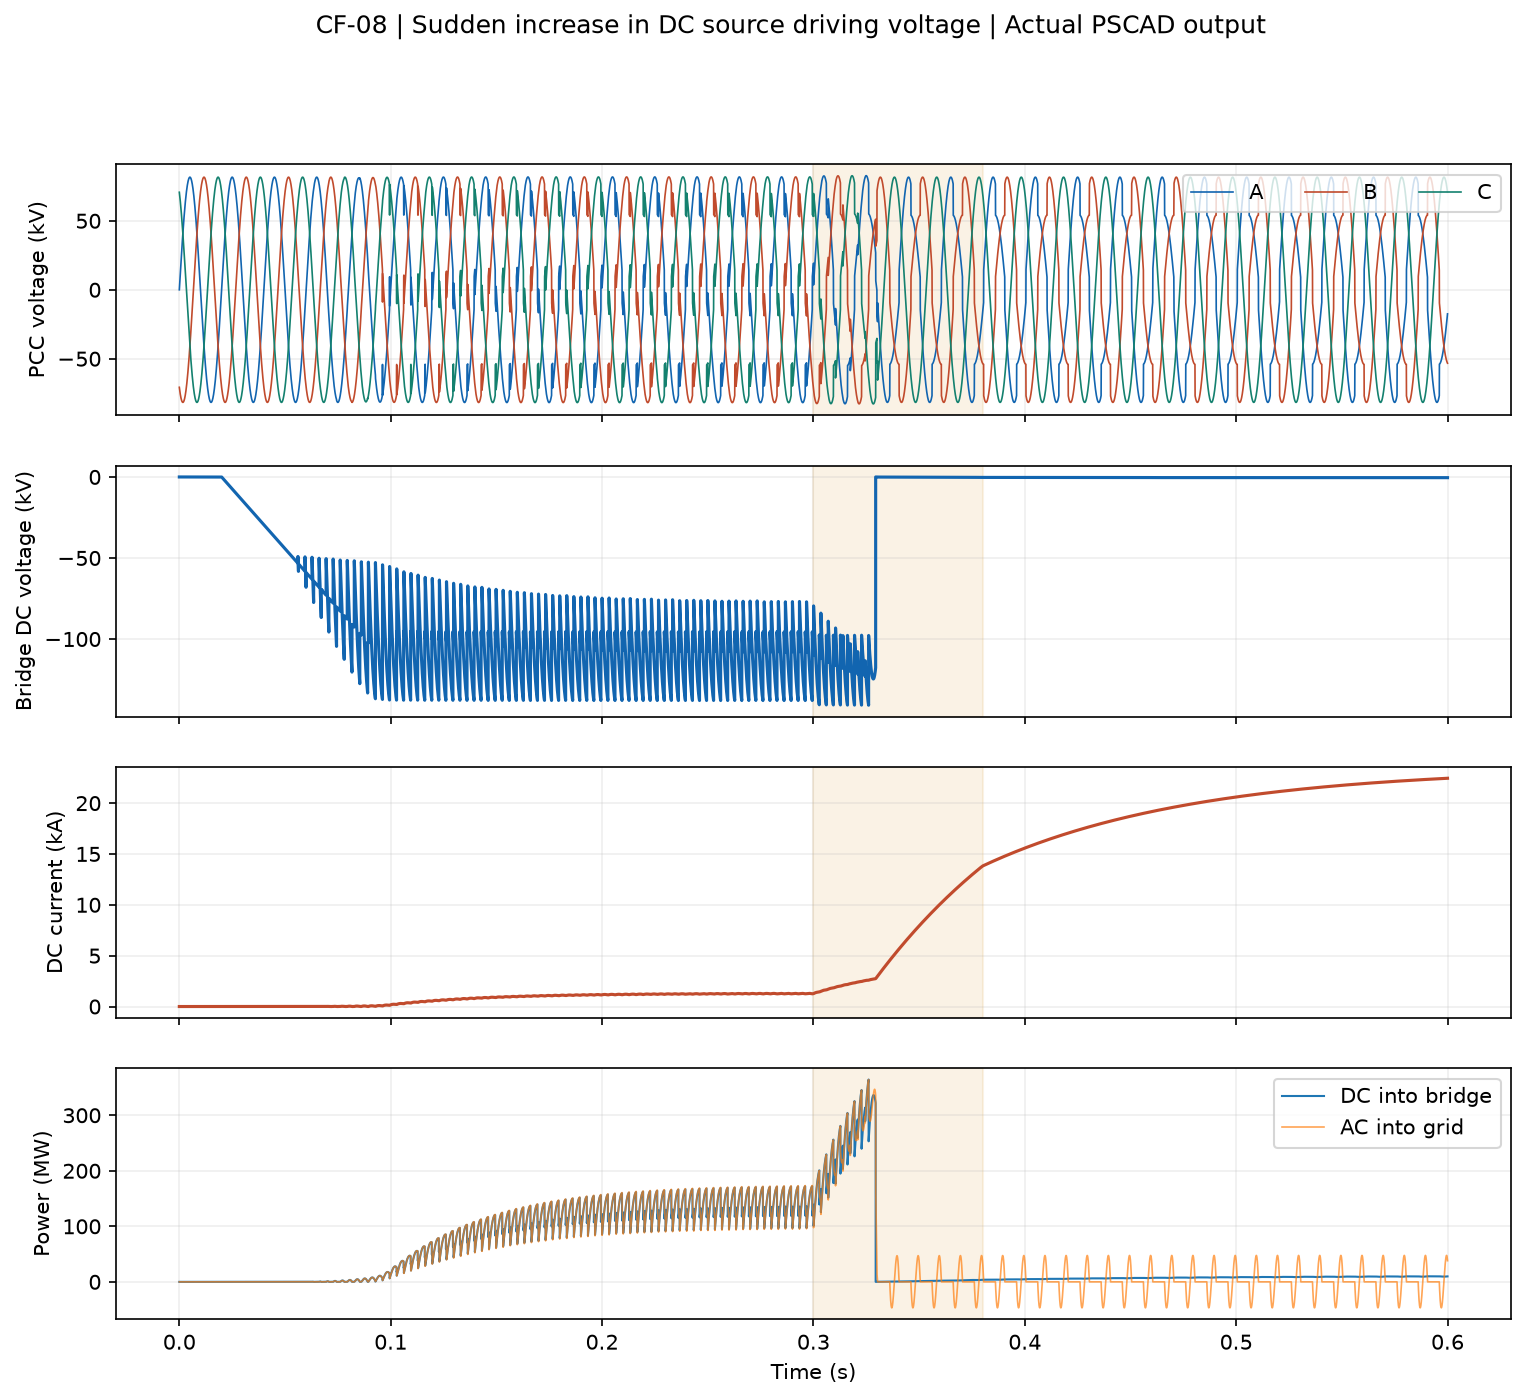 CF-08 | Sudden increase in DC source driving voltage | Actual PSCAD output
PCC voltage (kV)
50
0
−50
A
B
C
Bridge DC voltage (kV)
0
−50
−100
DC current (kA)
20
15
10
5
0
Power (MW)
300
200
100
0
DC into bridge
AC into grid
0.0
0.1
0.2
0.3
0.4
0.5
0.6
Time (s)